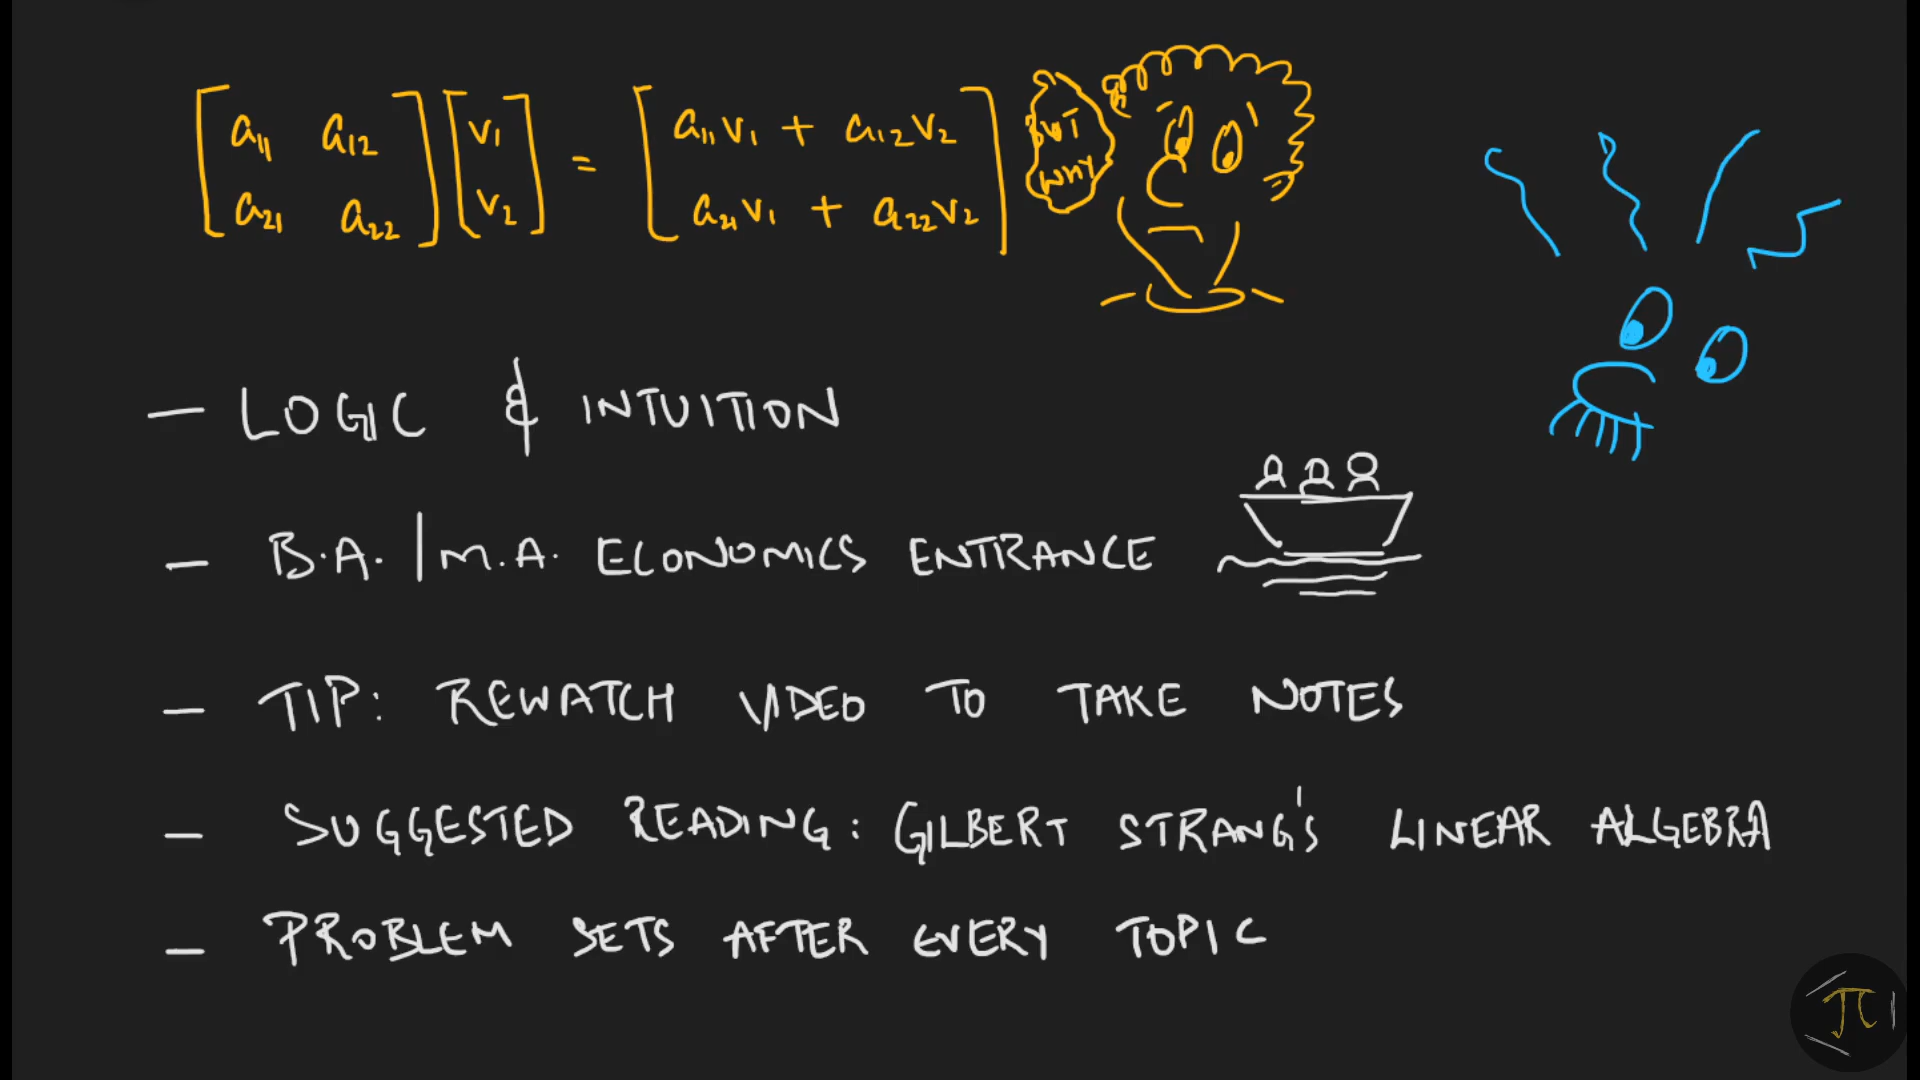 [a11 a12] [v1] = [a11v1 + a12v2]
[a21 a22] [v2] [a21v1 + a22v2]
BUT
WHY
- LOGIC & INTUITION
- B.A. / M.A. ECONOMICS ENTRANCE
- TIP: REWATCH VIDEO TO TAKE NOTES
- SUGGESTED READING: GILBERT STRANG'S LINEAR ALGEBRA
- PROBLEM SETS AFTER EVERY TOPIC
π